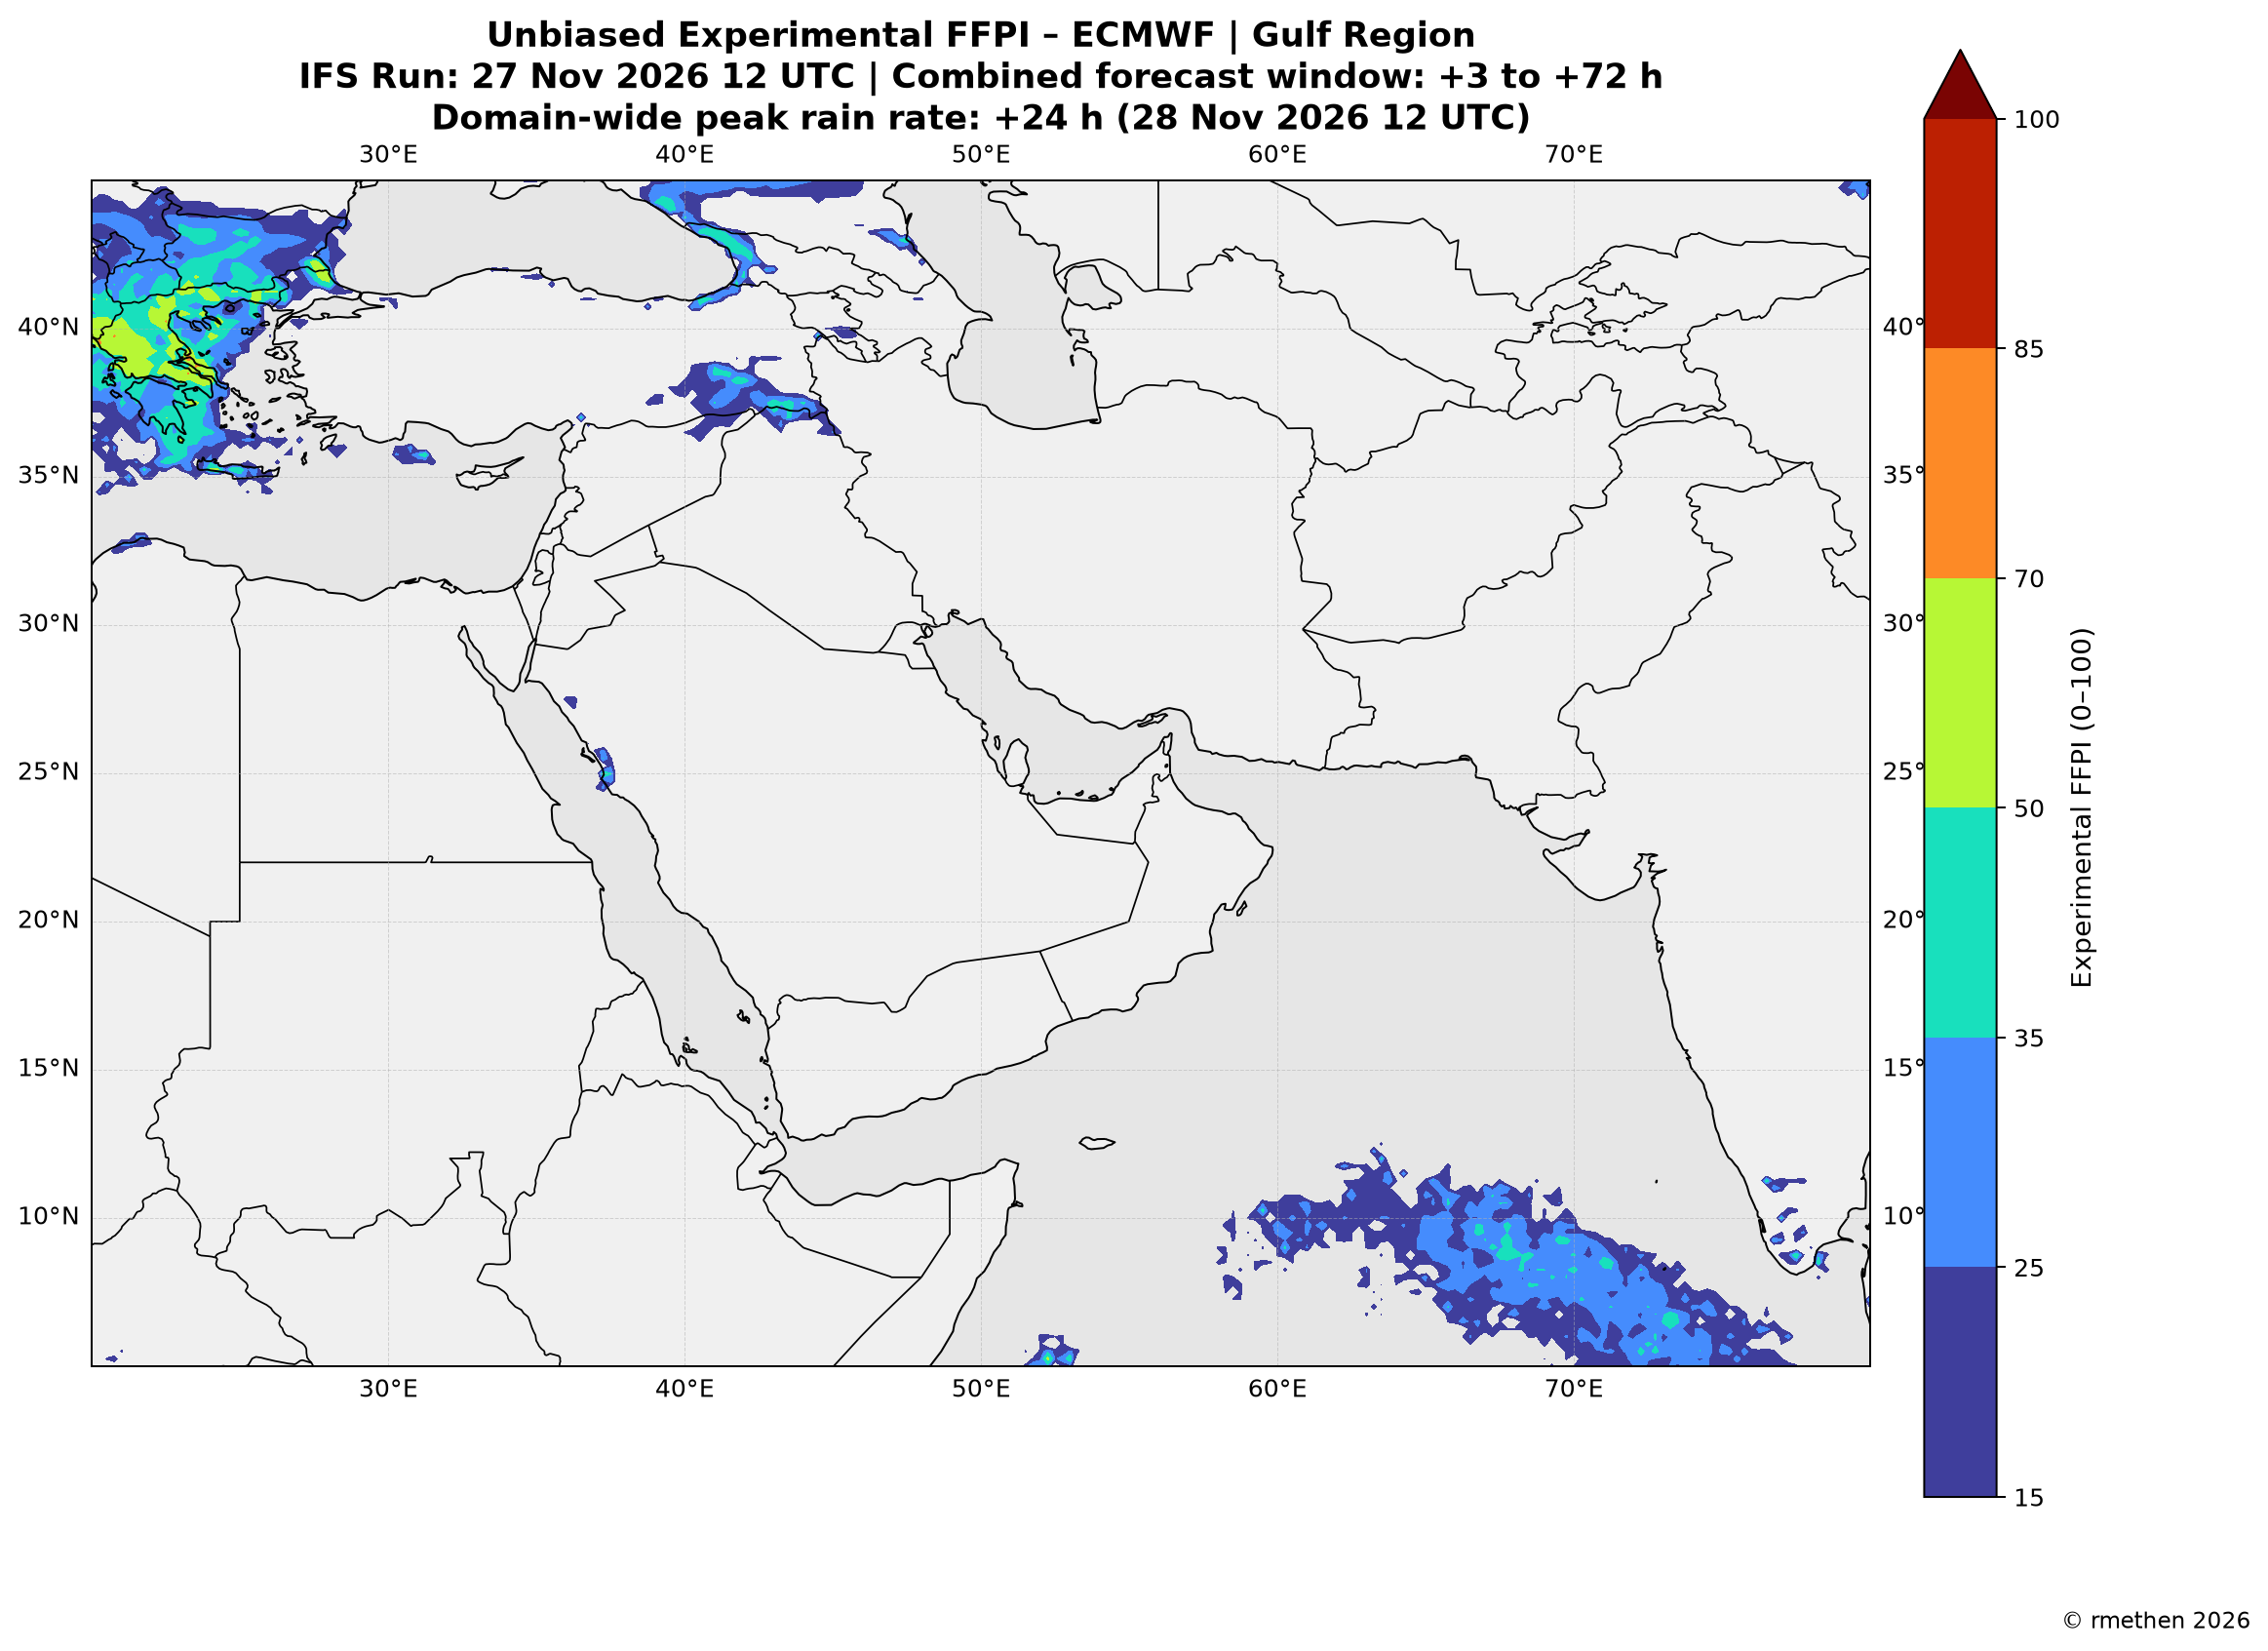 Unbiased Experimental FFPI – ECMWF | Gulf Region
IFS Run: 27 Nov 2026 12 UTC | Combined forecast window: +3 to +72 h
Domain-wide peak rain rate: +24 h (28 Nov 2026 12 UTC)
30°E 40°E 50°E 60°E 70°E
100
40°N 40°
85
35°N 35°
70
30°N 30°
25°N 25°
50
20°N 20°
35
15°N 15°
10°N 10°
25
15
Experimental FFPI (0–100)
30°E 40°E 50°E 60°E 70°E
© rmethen 2026